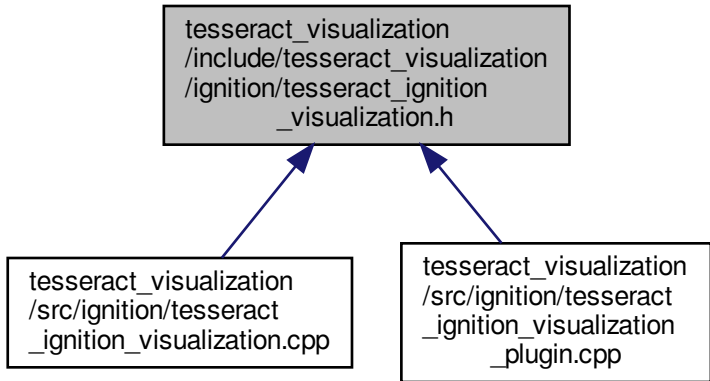 tesseract_visualization
/include/tesseract_visualization
/ignition/tesseract_ignition
_visualization.h
tesseract_visualization
/src/ignition/tesseract
_ignition_visualization.cpp
tesseract_visualization
/src/ignition/tesseract
_ignition_visualization
_plugin.cpp